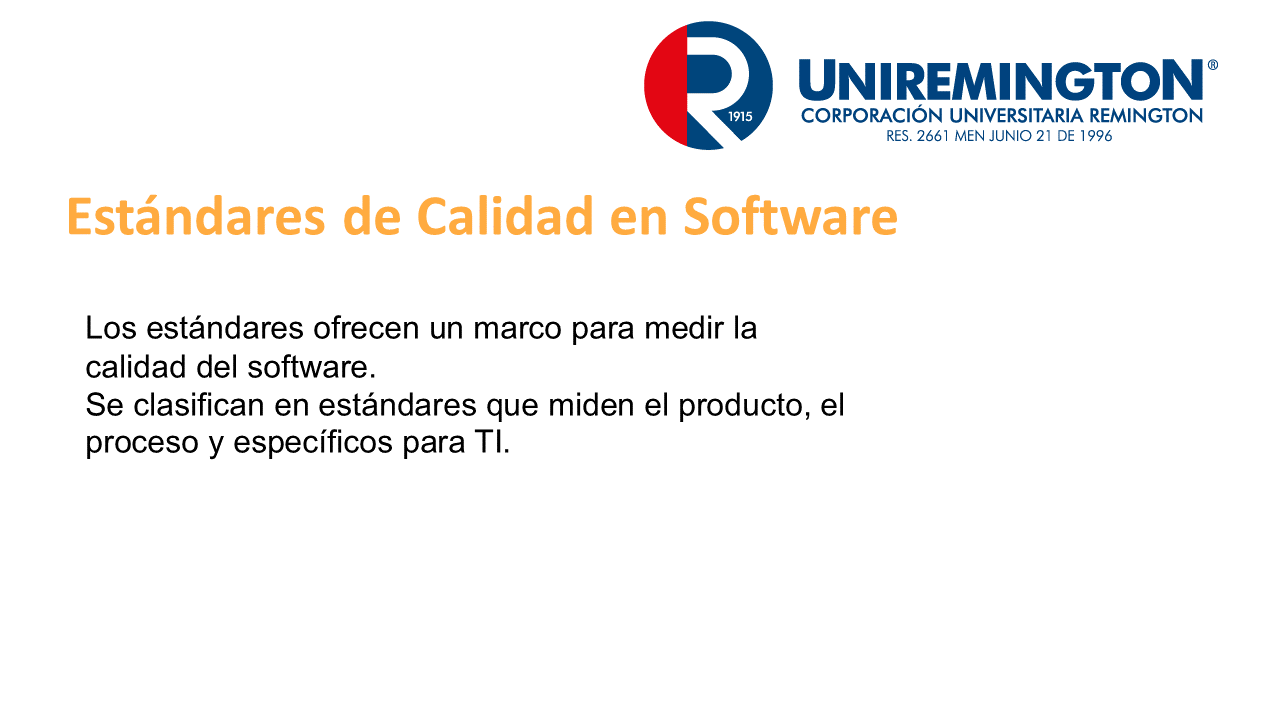 R
1915
UNIREMINGTON®
CORPORACIÓN UNIVERSITARIA REMINGTON
RES. 2661 MEN JUNIO 21 DE 1996
Estándares de Calidad en Software
Los estándares ofrecen un marco para medir la
calidad del software.
Se clasifican en estándares que miden el producto, el
proceso y específicos para TI.